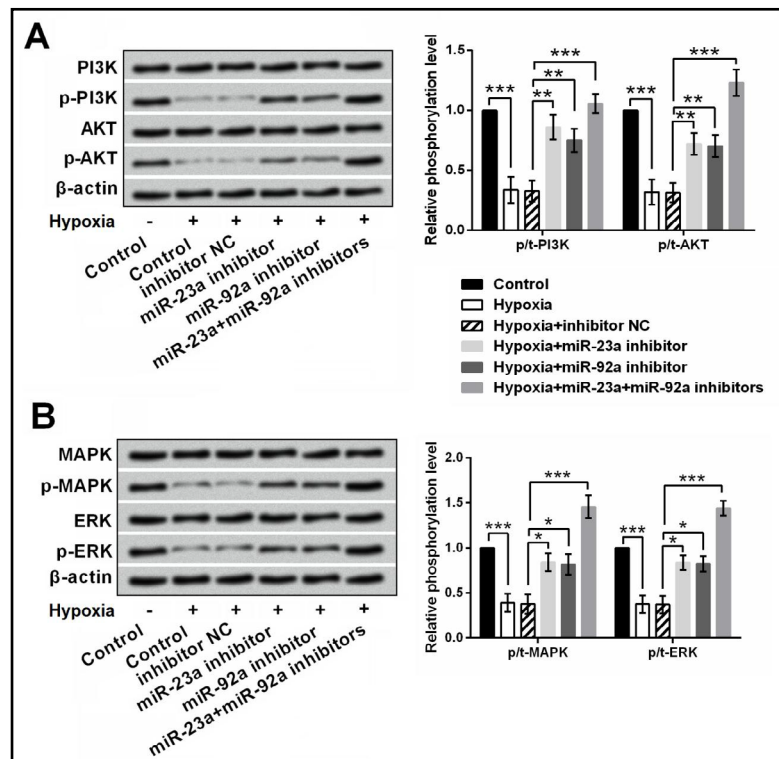 A
PI3K
p-PI3K
AKT
p-AKT
β-actin
Hypoxia - + + + + +
Control
Control
inhibitor NC
miR-23a inhibitor
miR-92a inhibitor
miR-23a+miR-92a inhibitors
Relative phosphorylation level
1.5
1.0
0.5
0.0
*** ** ** ***
*** ** ** ***
p/t-PI3K p/t-AKT
Control
Hypoxia
Hypoxia+inhibitor NC
Hypoxia+miR-23a inhibitor
Hypoxia+miR-92a inhibitor
Hypoxia+miR-23a+miR-92a inhibitors
B
MAPK
p-MAPK
ERK
p-ERK
β-actin
Hypoxia - + + + + +
Control
Control
inhibitor NC
miR-23a inhibitor
miR-92a inhibitor
miR-23a+miR-92a inhibitors
Relative phosphorylation level
2.0
1.5
1.0
0.5
0.0
*** * * ***
*** * * ***
p/t-MAPK p/t-ERK